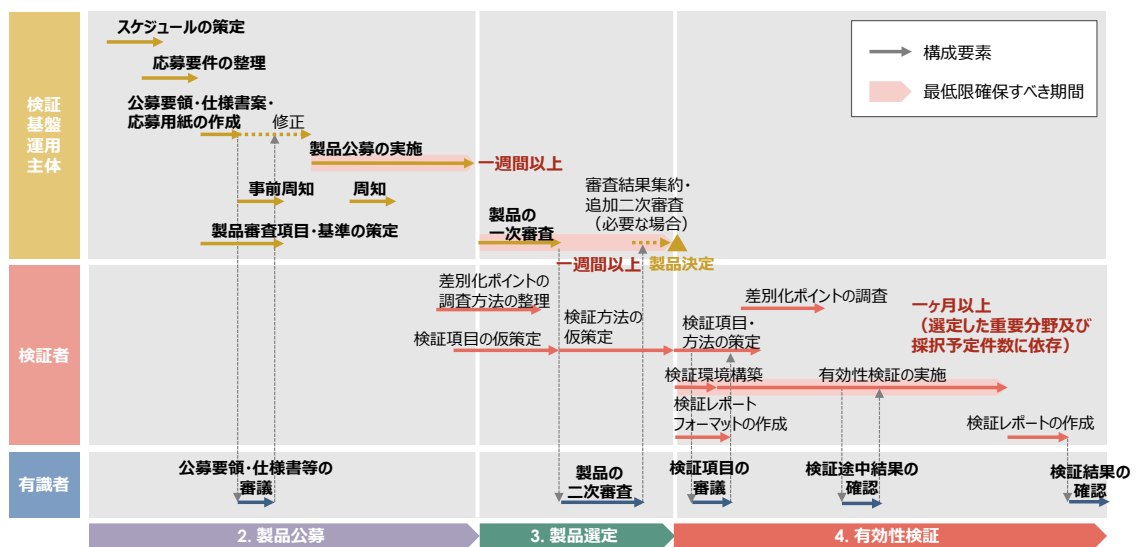 構成要素
最低限確保すべき期間
検証
基盤
運用
主体
スケジュールの策定
応募要件の整理
公募要領・仕様書案・
応募用紙の作成
修正
製品公募の実施
一週間以上
事前周知
周知
製品審査項目・基準の策定
製品の
一次審査
審査結果集約・
追加二次審査
（必要な場合）
一週間以上
製品決定
検証者
差別化ポイントの
調査方法の整理
検証項目の仮策定
検証方法の
仮策定
検証項目・
方法の策定
差別化ポイントの調査
一ヶ月以上
（選定した重要分野及び
採択予定件数に依存）
検証環境構築
有効性検証の実施
検証レポート
フォーマットの作成
検証レポートの作成
有識者
公募要領・仕様書等の
審議
製品の
二次審査
検証項目の
審議
検証途中結果の
確認
検証結果の
確認
2. 製品公募
3. 製品選定
4. 有効性検証